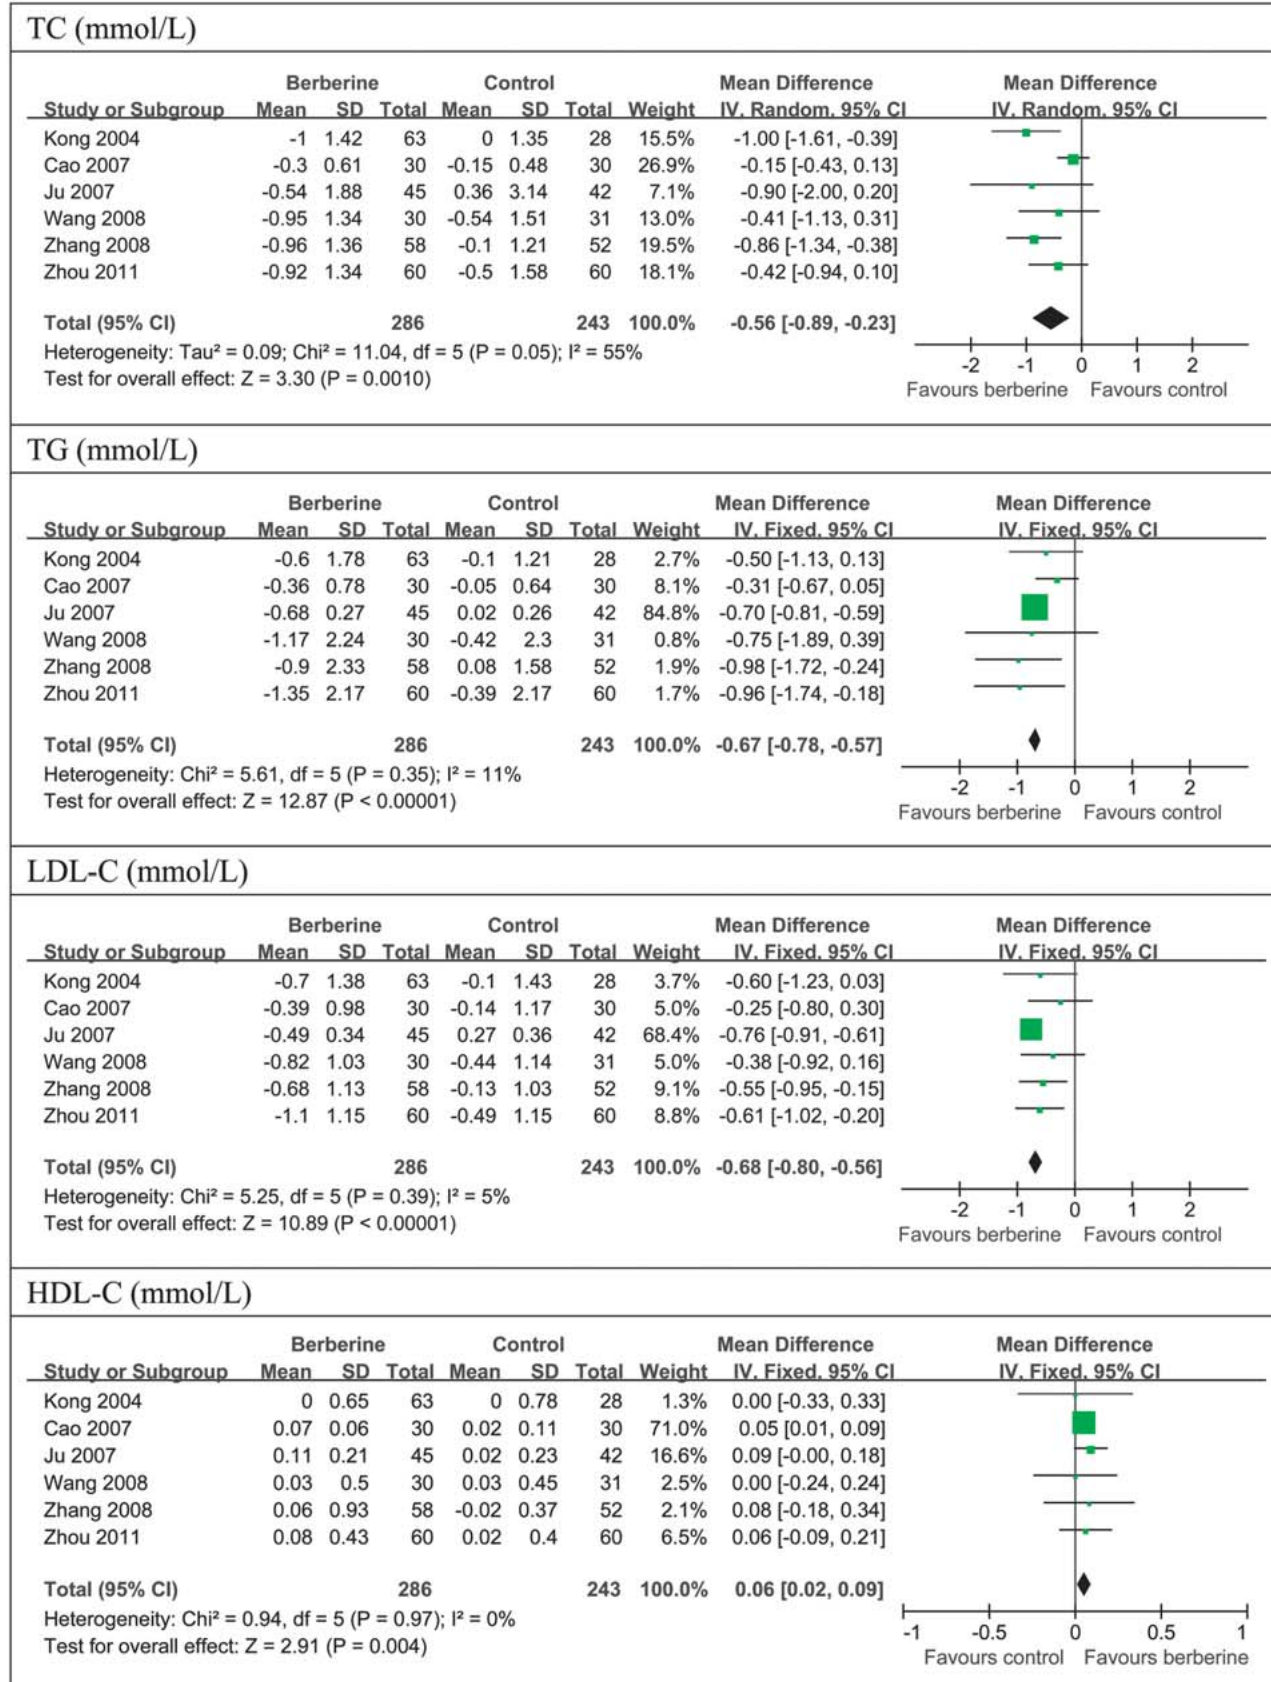 TC (mmol/L)
Berberine Control Mean Difference Mean Difference
Study or Subgroup Mean SD Total Mean SD Total Weight IV, Random, 95% CI IV, Random, 95% CI
Kong 2004 -1 1.42 63 0 1.35 28 15.5% -1.00 [-1.61, -0.39]
Cao 2007 -0.3 0.61 30 -0.15 0.48 30 26.9% -0.15 [-0.43, 0.13]
Ju 2007 -0.54 1.88 45 0.36 3.14 42 7.1% -0.90 [-2.00, 0.20]
Wang 2008 -0.95 1.34 30 -0.54 1.51 31 13.0% -0.41 [-1.13, 0.31]
Zhang 2008 -0.96 1.36 58 -0.1 1.21 52 19.5% -0.86 [-1.34, -0.38]
Zhou 2011 -0.92 1.34 60 -0.5 1.58 60 18.1% -0.42 [-0.94, 0.10]
Total (95% CI) 286 243 100.0% -0.56 [-0.89, -0.23]
Heterogeneity: Tau² = 0.09; Chi² = 11.04, df = 5 (P = 0.05); I² = 55%
Test for overall effect: Z = 3.30 (P = 0.0010)
-2 -1 0 1 2
Favours berberine Favours control
TG (mmol/L)
Berberine Control Mean Difference Mean Difference
Study or Subgroup Mean SD Total Mean SD Total Weight IV, Fixed, 95% CI IV, Fixed, 95% CI
Kong 2004 -0.6 1.78 63 -0.1 1.21 28 2.7% -0.50 [-1.13, 0.13]
Cao 2007 -0.36 0.78 30 -0.05 0.64 30 8.1% -0.31 [-0.67, 0.05]
Ju 2007 -0.68 0.27 45 0.02 0.26 42 84.8% -0.70 [-0.81, -0.59]
Wang 2008 -1.17 2.24 30 -0.42 2.3 31 0.8% -0.75 [-1.89, 0.39]
Zhang 2008 -0.9 2.33 58 0.08 1.58 52 1.9% -0.98 [-1.72, -0.24]
Zhou 2011 -1.35 2.17 60 -0.39 2.17 60 1.7% -0.96 [-1.74, -0.18]
Total (95% CI) 286 243 100.0% -0.67 [-0.78, -0.57]
Heterogeneity: Chi² = 5.61, df = 5 (P = 0.35); I² = 11%
Test for overall effect: Z = 12.87 (P < 0.00001)
-2 -1 0 1 2
Favours berberine Favours control
LDL-C (mmol/L)
Berberine Control Mean Difference Mean Difference
Study or Subgroup Mean SD Total Mean SD Total Weight IV, Fixed, 95% CI IV, Fixed, 95% CI
Kong 2004 -0.7 1.38 63 -0.1 1.43 28 3.7% -0.60 [-1.23, 0.03]
Cao 2007 -0.39 0.98 30 -0.14 1.17 30 5.0% -0.25 [-0.80, 0.30]
Ju 2007 -0.49 0.34 45 0.27 0.36 42 68.4% -0.76 [-0.91, -0.61]
Wang 2008 -0.82 1.03 30 -0.44 1.14 31 5.0% -0.38 [-0.92, 0.16]
Zhang 2008 -0.68 1.13 58 -0.13 1.03 52 9.1% -0.55 [-0.95, -0.15]
Zhou 2011 -1.1 1.15 60 -0.49 1.15 60 8.8% -0.61 [-1.02, -0.20]
Total (95% CI) 286 243 100.0% -0.68 [-0.80, -0.56]
Heterogeneity: Chi² = 5.25, df = 5 (P = 0.39); I² = 5%
Test for overall effect: Z = 10.89 (P < 0.00001)
-2 -1 0 1 2
Favours berberine Favours control
HDL-C (mmol/L)
Berberine Control Mean Difference Mean Difference
Study or Subgroup Mean SD Total Mean SD Total Weight IV, Fixed, 95% CI IV, Fixed, 95% CI
Kong 2004 0 0.65 63 0 0.78 28 1.3% 0.00 [-0.33, 0.33]
Cao 2007 0.07 0.06 30 0.02 0.11 30 71.0% 0.05 [0.01, 0.09]
Ju 2007 0.11 0.21 45 0.02 0.23 42 16.6% 0.09 [-0.00, 0.18]
Wang 2008 0.03 0.5 30 0.03 0.45 31 2.5% 0.00 [-0.24, 0.24]
Zhang 2008 0.06 0.93 58 -0.02 0.37 52 2.1% 0.08 [-0.18, 0.34]
Zhou 2011 0.08 0.43 60 0.02 0.4 60 6.5% 0.06 [-0.09, 0.21]
Total (95% CI) 286 243 100.0% 0.06 [0.02, 0.09]
Heterogeneity: Chi² = 0.94, df = 5 (P = 0.97); I² = 0%
Test for overall effect: Z = 2.91 (P = 0.004)
-1 -0.5 0 0.5 1
Favours control Favours berberine